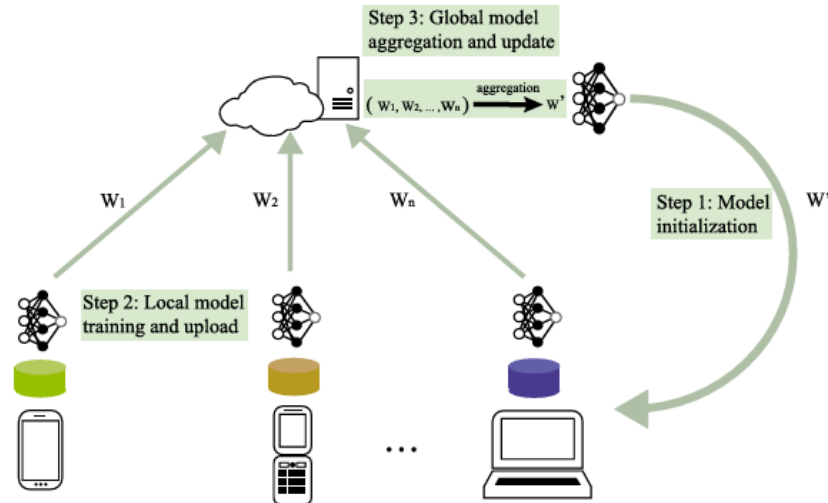 Step 3: Global model
aggregation and update
aggregation
( W₁, W₂, ... ,Wₙ ) W'
W₁
W₂
Wₙ
Step 1: Model
initialization
W'
Step 2: Local model
training and upload
...